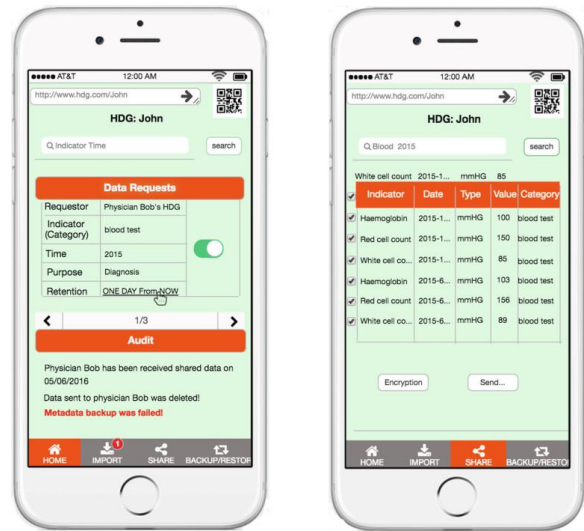 AT&T 12:00 AM
http://www.hdg.com/John
HDG: John
Indicator Time
search
Data Requests
Requestor Physician Bob's HDG
Indicator (Category) blood test
Time 2015
Purpose Diagnosis
Retention ONE DAY From NOW
1/3
Audit
Physician Bob has been received shared data on
05/06/2016
Data sent to physician Bob was deleted!
Metadata backup was failed!
1
HOME IMPORT SHARE BACKUP/RESTOF
AT&T 12:00 AM
http://www.hdg.com/John
HDG: John
Blood 2015
search
White cell count 2015-1... mmHG 85
Indicator Date Type Value Category
Haemoglobin 2015-1... mmHG 100 blood test
Red cell count 2015-1... mmHG 150 blood test
White cell co... 2015-1... mmHG 85 blood test
Haemoglobin 2015-6... mmHG 103 blood test
Red cell count 2015-6... mmHG 156 blood test
White cell co... 2015-6... mmHG 89 blood test
Encryption Send...
HOME IMPORT SHARE BACKUP/RESTO